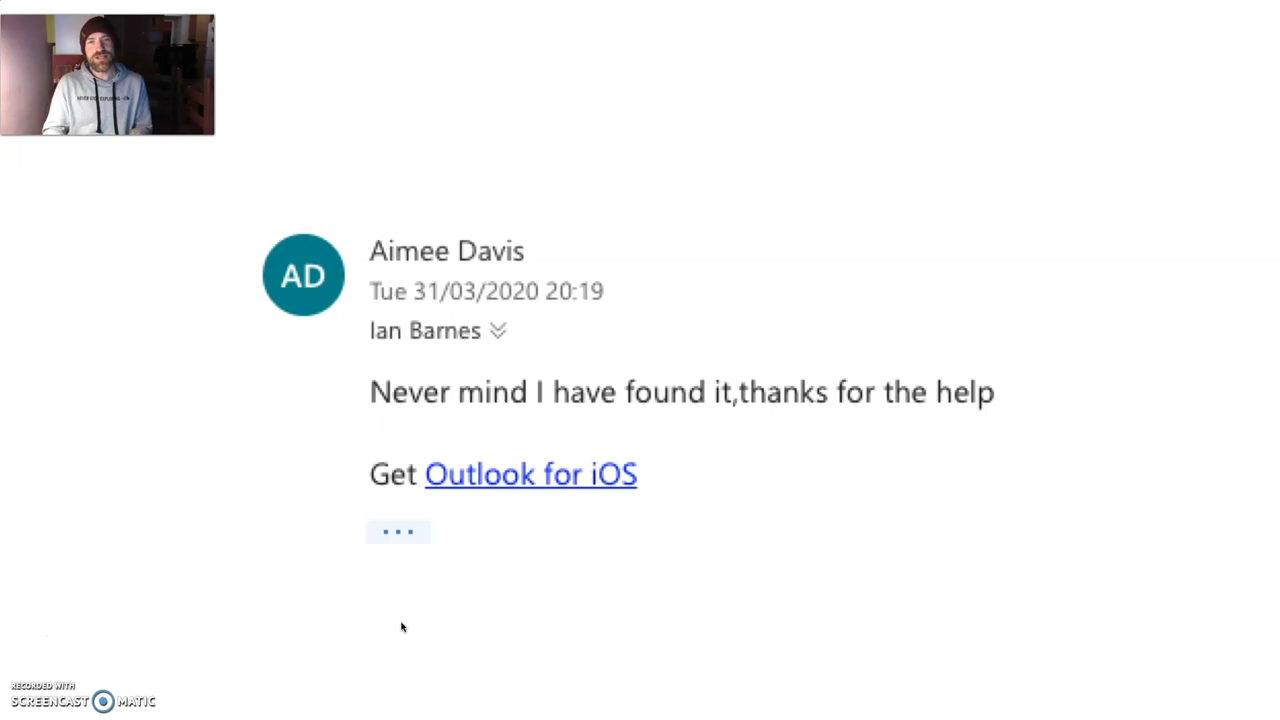 AD
Aimee Davis
Tue 31/03/2020 20:19
Ian Barnes
Never mind I have found it,thanks for the help
Get Outlook for iOS
RECORDED WITH
SCREENCAST MATIC